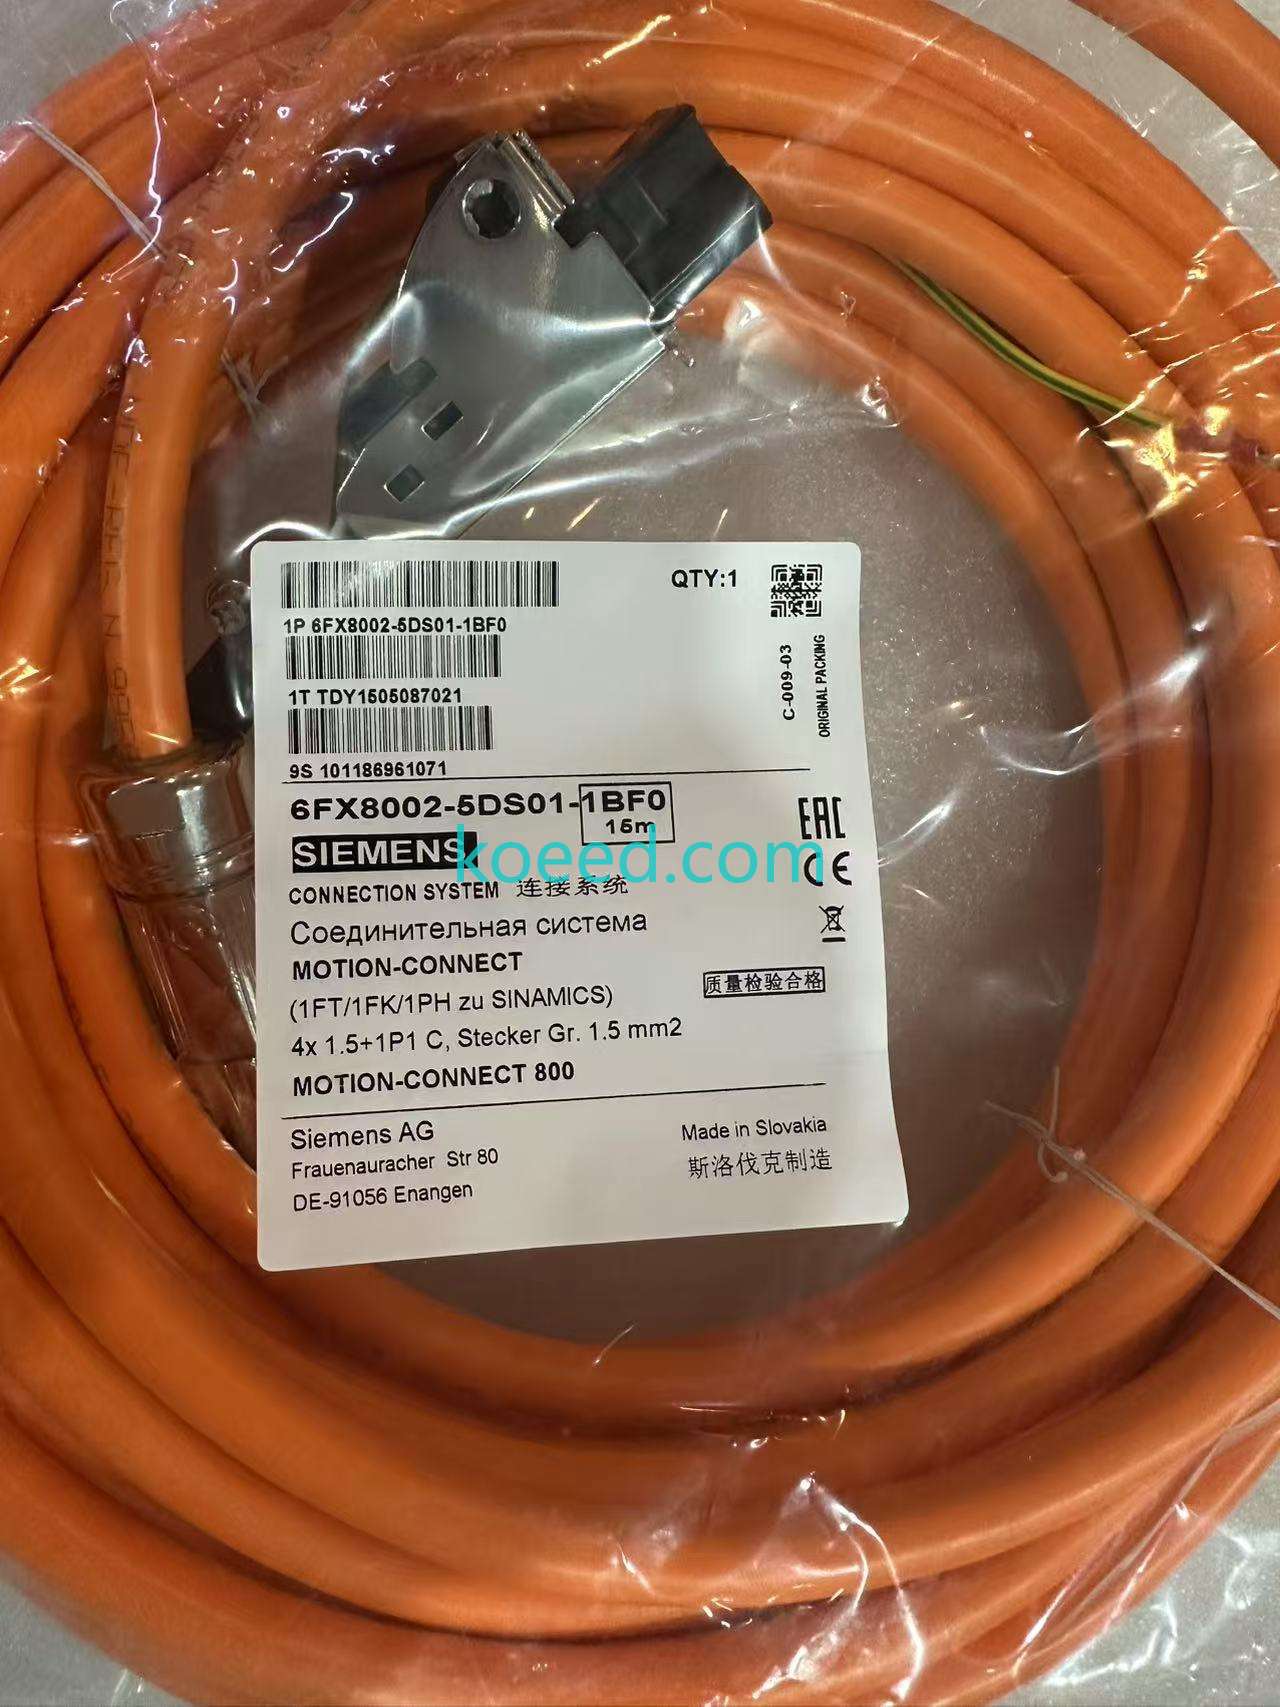 QTY:1
1P 6FX8002-5DS01-1BF0
1T TDY1505087021
9S 101186961071
C-009-03
ORIGINAL PACKING
6FX8002-5DS01-1BF0
15m
EAC
SIEMENS
koeed.com
CE
CONNECTION SYSTEM 连接系统
Соединительная система
MOTION-CONNECT
质量检验合格
(1FT/1FK/1PH zu SINAMICS)
4x 1.5+1P1 C, Stecker Gr. 1.5 mm2
MOTION-CONNECT 800
Siemens AG
Made in Slovakia
Frauenauracher Str 80
斯洛伐克制造
DE-91056 Enangen